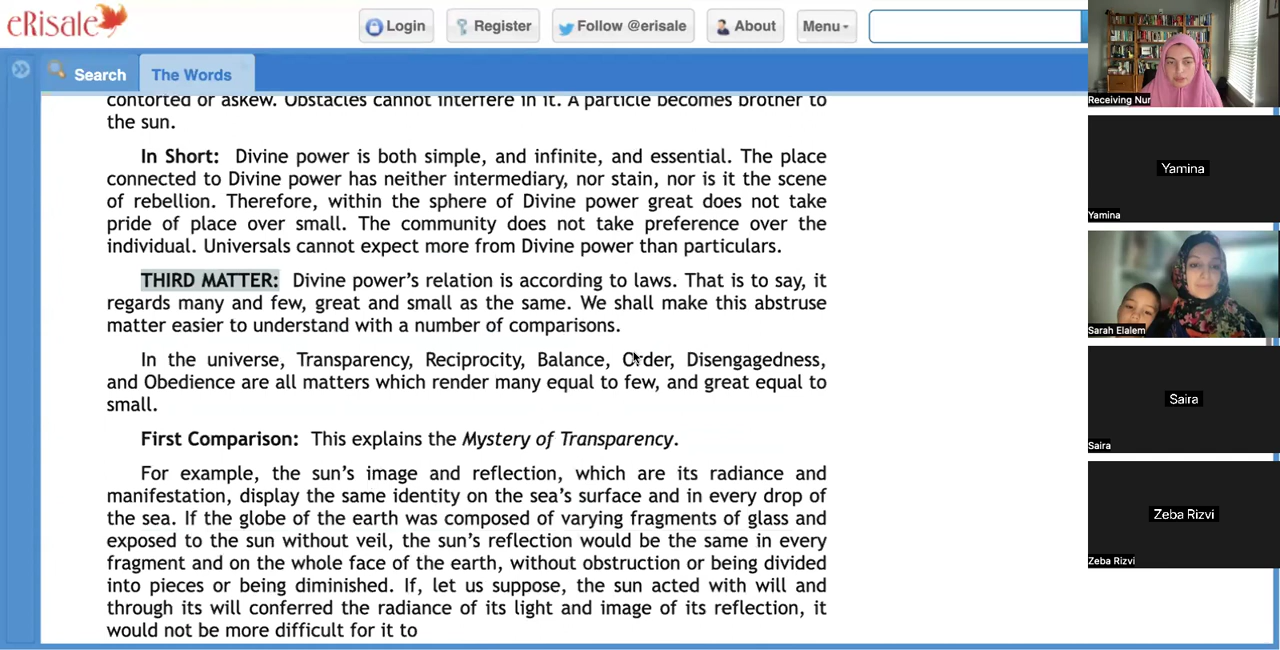 eRisale
Login
Register
Follow @erisale
About
Menu
Search
The Words
contorted or askew. Obstacles cannot interfere in it. A particle becomes brother to
the sun.
In Short: Divine power is both simple, and infinite, and essential. The place
connected to Divine power has neither intermediary, nor stain, nor is it the scene
of rebellion. Therefore, within the sphere of Divine power great does not take
pride of place over small. The community does not take preference over the
individual. Universals cannot expect more from Divine power than particulars.
THIRD MATTER: Divine power's relation is according to laws. That is to say, it
regards many and few, great and small as the same. We shall make this abstruse
matter easier to understand with a number of comparisons.
In the universe, Transparency, Reciprocity, Balance, Order, Disengagedness,
and Obedience are all matters which render many equal to few, and great equal to
small.
First Comparison: This explains the Mystery of Transparency.
For example, the sun's image and reflection, which are its radiance and
manifestation, display the same identity on the sea's surface and in every drop of
the sea. If the globe of the earth was composed of varying fragments of glass and
exposed to the sun without veil, the sun's reflection would be the same in every
fragment and on the whole face of the earth, without obstruction or being divided
into pieces or being diminished. If, let us suppose, the sun acted with will and
through its will conferred the radiance of its light and image of its reflection, it
would not be more difficult for it to
Receiving Nur
Yamina
Yamina
Sarah Elalem
Saira
Saira
Zeba Rizvi
Zeba Rizvi